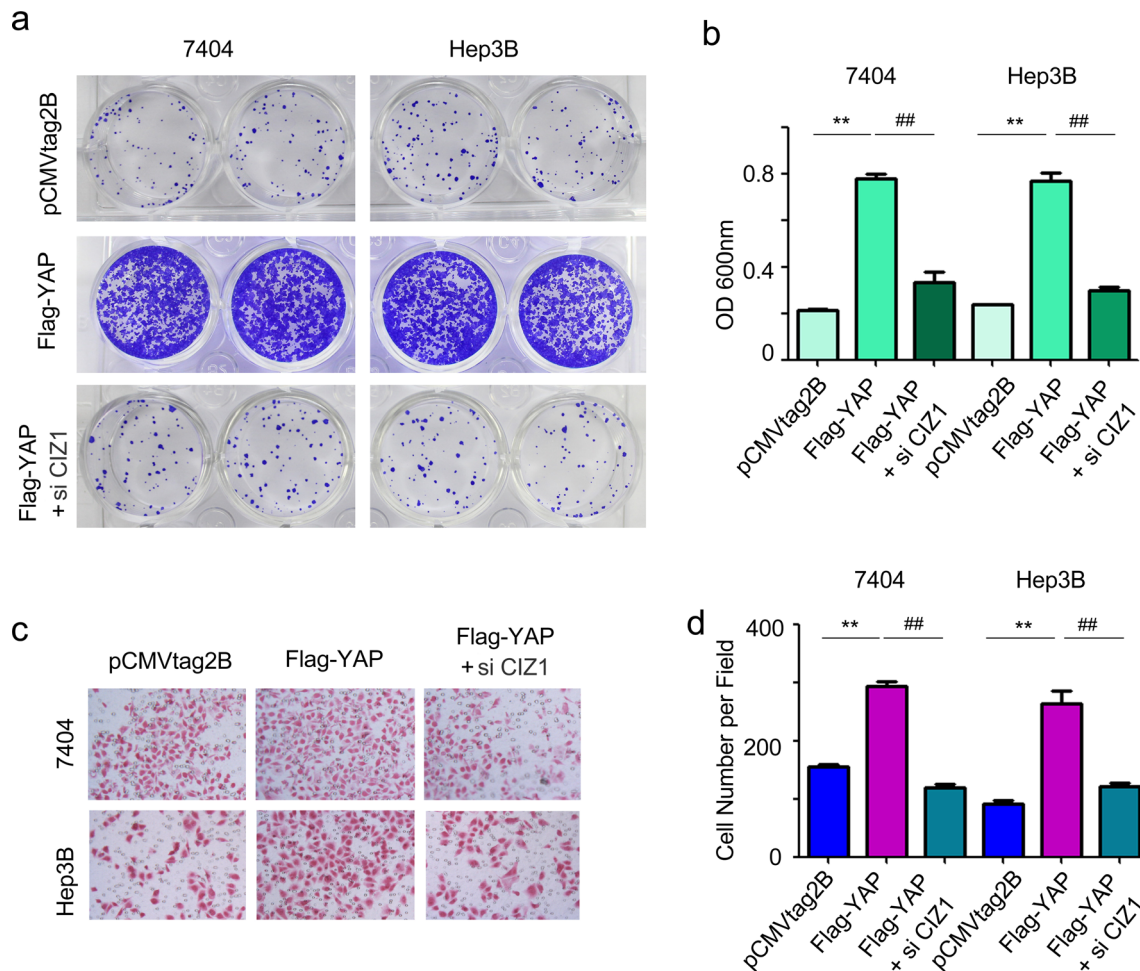 a
7404
Hep3B
pCMVtag2B
Flag-YAP
Flag-YAP
+ si CIZ1
b
7404
Hep3B
**
##
**
##
OD 600nm
0.8
0.4
0
pCMVtag2B
Flag-YAP
Flag-YAP
+ si CIZ1
pCMVtag2B
Flag-YAP
Flag-YAP
+ si CIZ1
c
pCMVtag2B
Flag-YAP
Flag-YAP
+ si CIZ1
7404
Hep3B
d
7404
Hep3B
**
##
**
##
Cell Number per Field
400
200
0
pCMVtag2B
Flag-YAP
Flag-YAP
+ si CIZ1
pCMVtag2B
Flag-YAP
Flag-YAP
+ si CIZ1